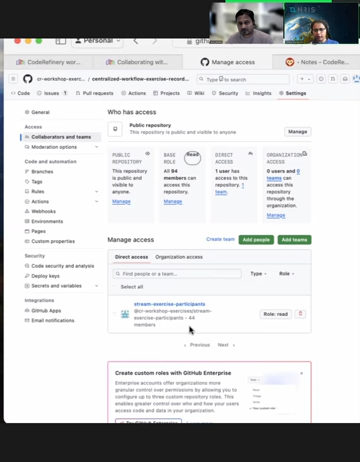 Personal
CodeRefinery wor...
Collaborating wit...
Manage access
- Notes - CodeRe...
cr-workshop-exerc... / centralized-workflow-exercise-record...
Type / to search
Code
Issues 1
Pull requests
Actions
Projects
Wiki
Security
Insights
Settings
General
Access
Collaborators and teams
Moderation options
Code and automation
Branches
Tags
Rules
Actions
Webhooks
Environments
Pages
Custom properties
Security
Code security and analysis
Deploy keys
Secrets and variables
Integrations
GitHub Apps
Email notifications
Who has access
Public repository
This repository is public and visible to anyone
Manage
PUBLIC
REPOSITORY
This repository
is public and
visible to
anyone.
Manage
BASE
ROLE
Read
All 94
members can
access this
repository.
Manage
DIRECT
ACCESS
1 user
has access to this
repository. 1
team.
ORGANIZATION
ACCESS
0 users and 0
teams can
access this
repository
through the
organization.
Manage
Manage access
Create team
Add people
Add teams
Direct access
Organization access
Find people or a team...
Type
Role
Select all
stream-exercise-participants
@cr-workshop-exercises/stream-
exercise-participants • 44
members
Role: read
Previous
Next
Create custom roles with GitHub Enterprise
Enterprise accounts offer organizations
more granular control over permissions by
allowing you to configure up to three
custom repository roles. This enables
greater control over who and how your
users access code and data in your
organization.